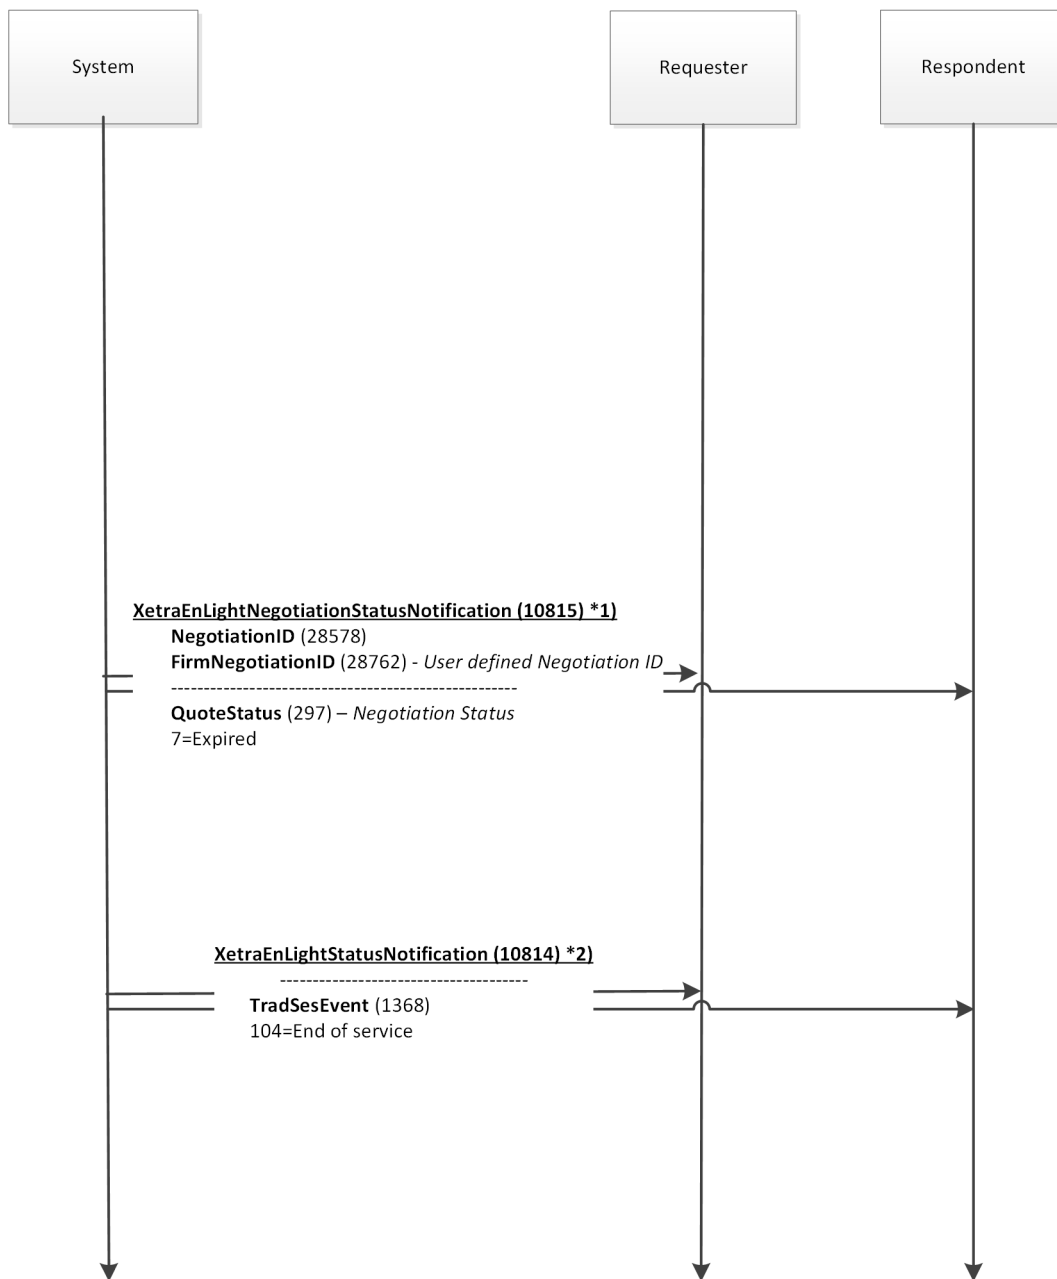 System
Requester
Respondent
XetraEnLightNegotiationStatusNotification (10815) *1)
NegotiationID (28578)
FirmNegotiationID (28762) - User defined Negotiation ID
-----------------------------------------------------
QuoteStatus (297) – Negotiation Status
7=Expired
XetraEnLightStatusNotification (10814) *2)
--------------------------------------
TradSesEvent (1368)
104=End of service